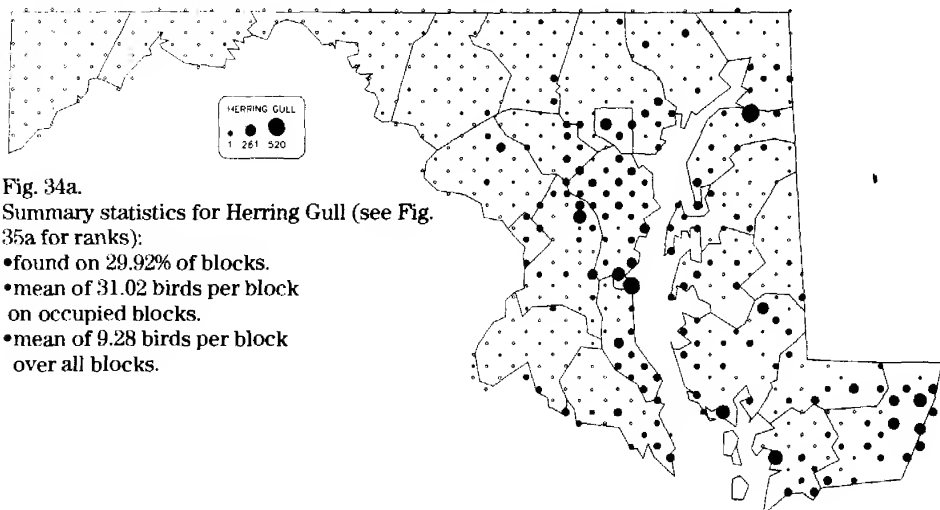 HERRING GULL
1 261 520
Fig. 34a.
Summary statistics for Herring Gull (see Fig.
35a for ranks):
•found on 29.92% of blocks.
•mean of 31.02 birds per block
on occupied blocks.
•mean of 9.28 birds per block
over all blocks.